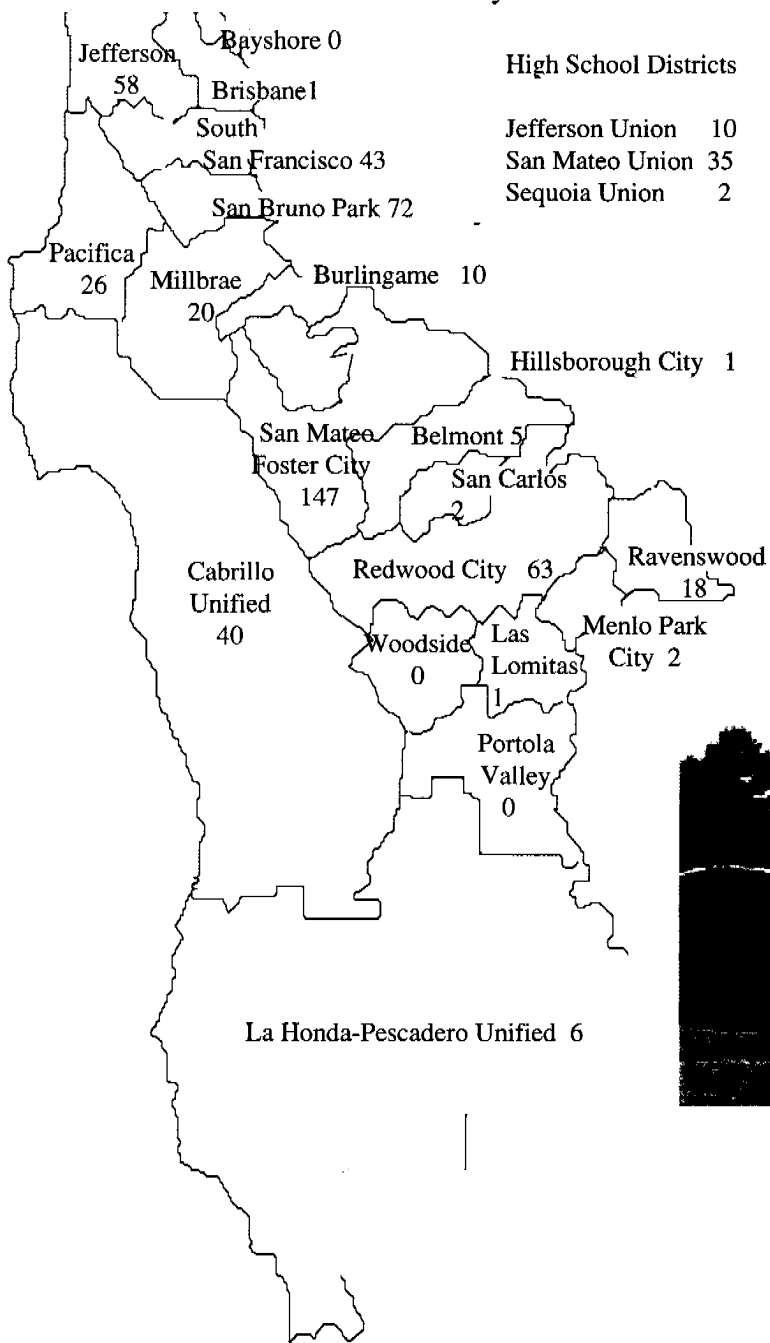 Bayshore 0
Jefferson
58
High School Districts
Brisbane1
South
San Francisco 43
Jefferson Union 10
San Mateo Union 35
Sequoia Union 2
San Bruno Park 72
Pacifica
26
Millbrae
20
Burlingame 10
Hillsborough City 1
San Mateo
Foster City
147
Belmont 5
San Carlos
2
Ravenswood
18
Redwood City 63
Cabrillo
Unified
40
Woodside
0
Las
Lomitas
1
Menlo Park
City 2
Portola
Valley
0
La Honda-Pescadero Unified 6